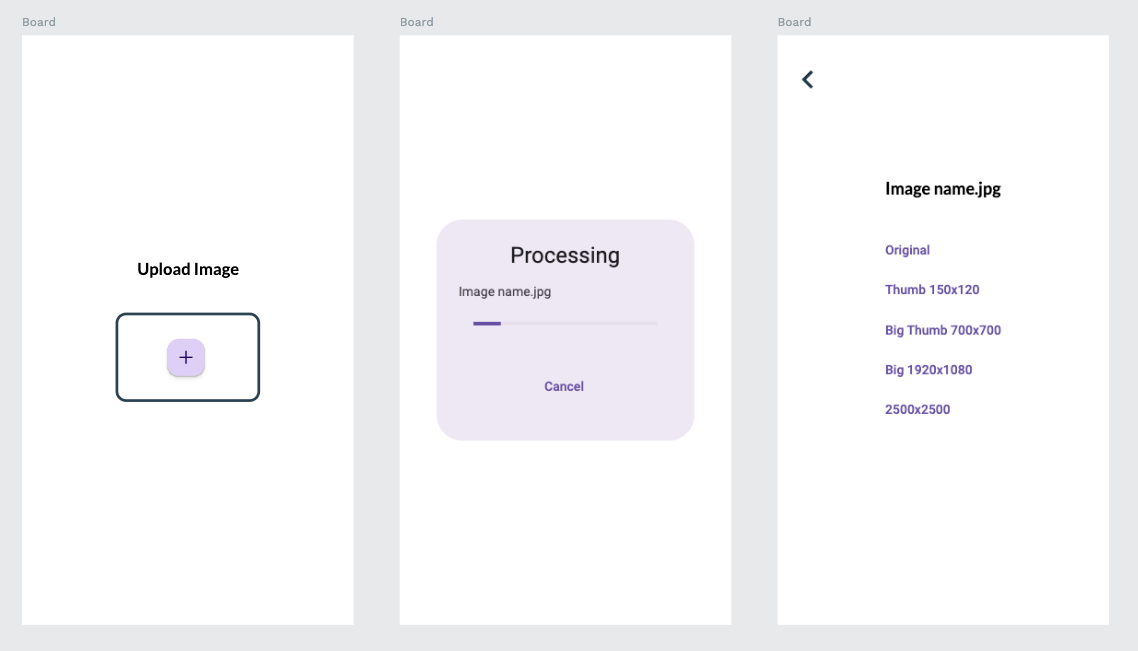 Board
Upload Image
+
Board
Processing
Image name.jpg
Cancel
Board
Image name.jpg
Original
Thumb 150x120
Big Thumb 700x700
Big 1920x1080
2500x2500